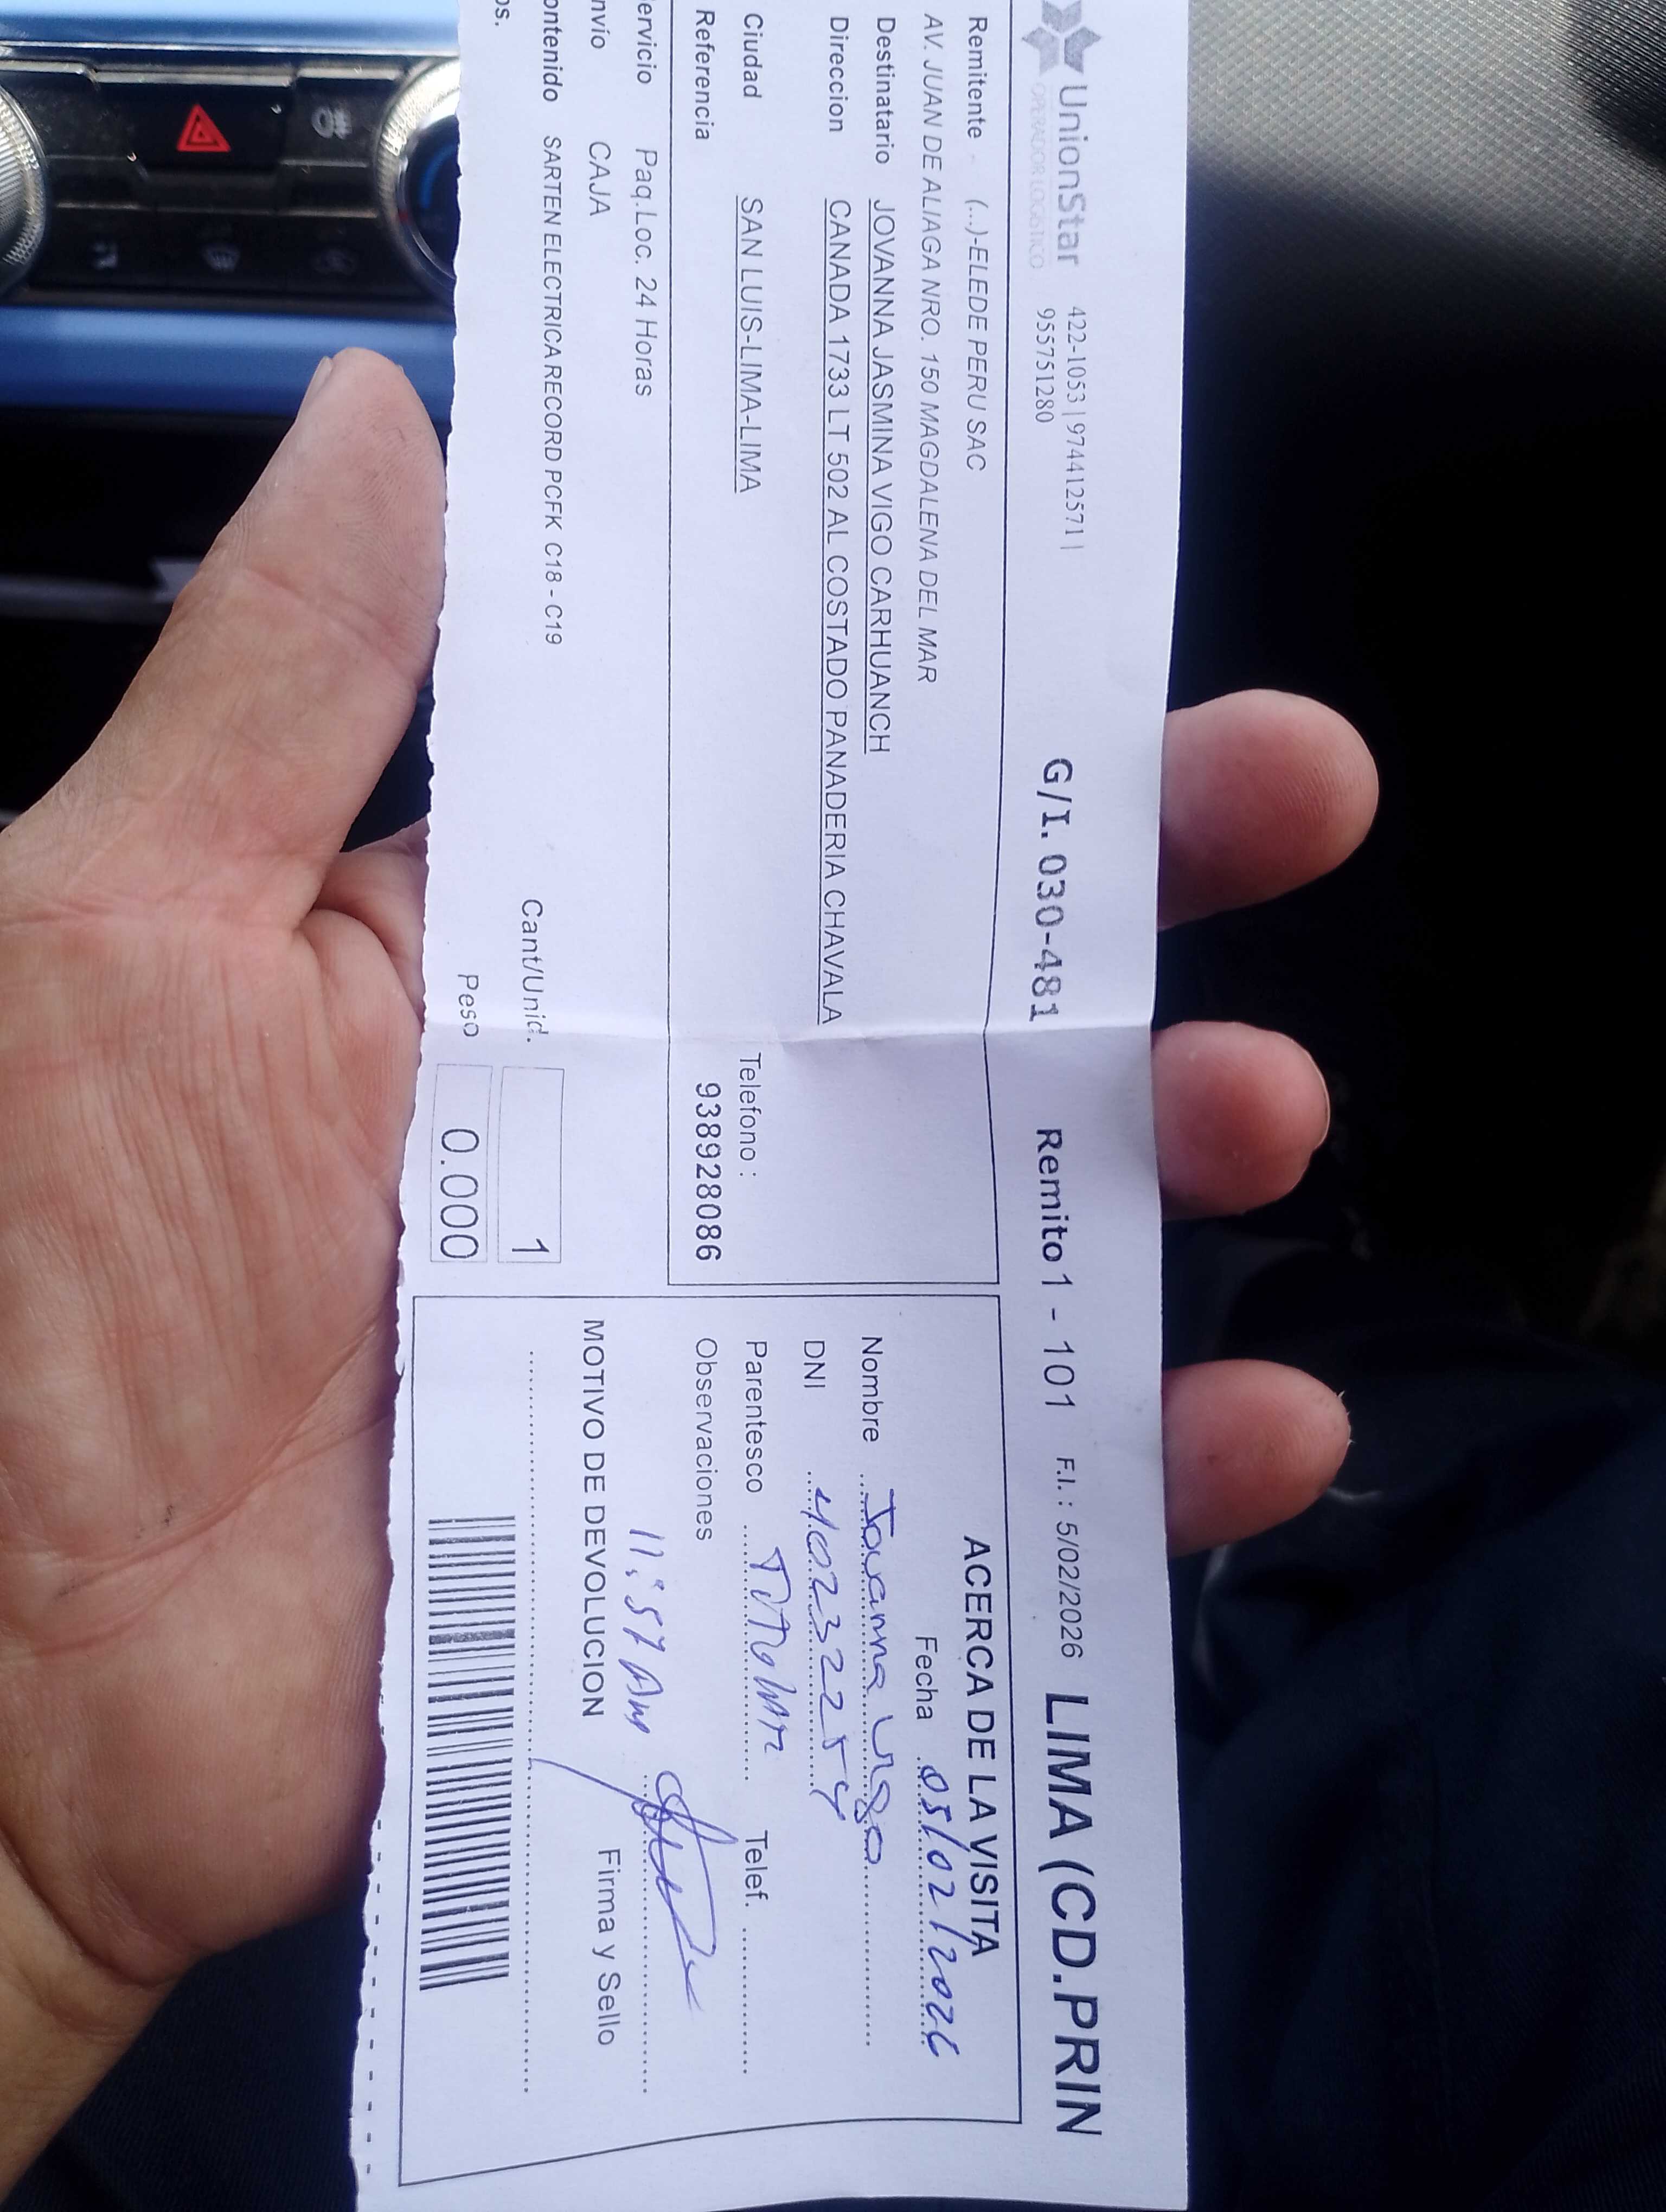 UnionStar
OPERADOR LOGISTICO
422-1053 | 974412571 |
955751280
G/I. 030-481
Remito 1 - 101
F.I. : 5/02/2026
LIMA (CD.PRIN
Remitente (...)-ELEDE PERU SAC
AV. JUAN DE ALIAGA NRO. 150 MAGDALENA DEL MAR
Destinatario JOVANNA JASMINA VIGO CARHUANCH
Direccion CANADA 1733 LT 502 AL COSTADO PANADERIA CHAVALA
Ciudad SAN LUIS-LIMA-LIMA
Telefono :
Referencia
938928086
ervicio Paq.Loc. 24 Horas
nvio CAJA
ontenido SARTEN ELECTRICA RECORD PCFK C18 - C19
os.
Cant/Unid. 1
Peso 0.000
ACERCA DE LA VISITA
Fecha 05/02/2026
Nombre Jovanna Vigo
DNI 40232254
Parentesco TITULAR
Telef.
Observaciones
11:57 Am
MOTIVO DE DEVOLUCION
Firma y Sello